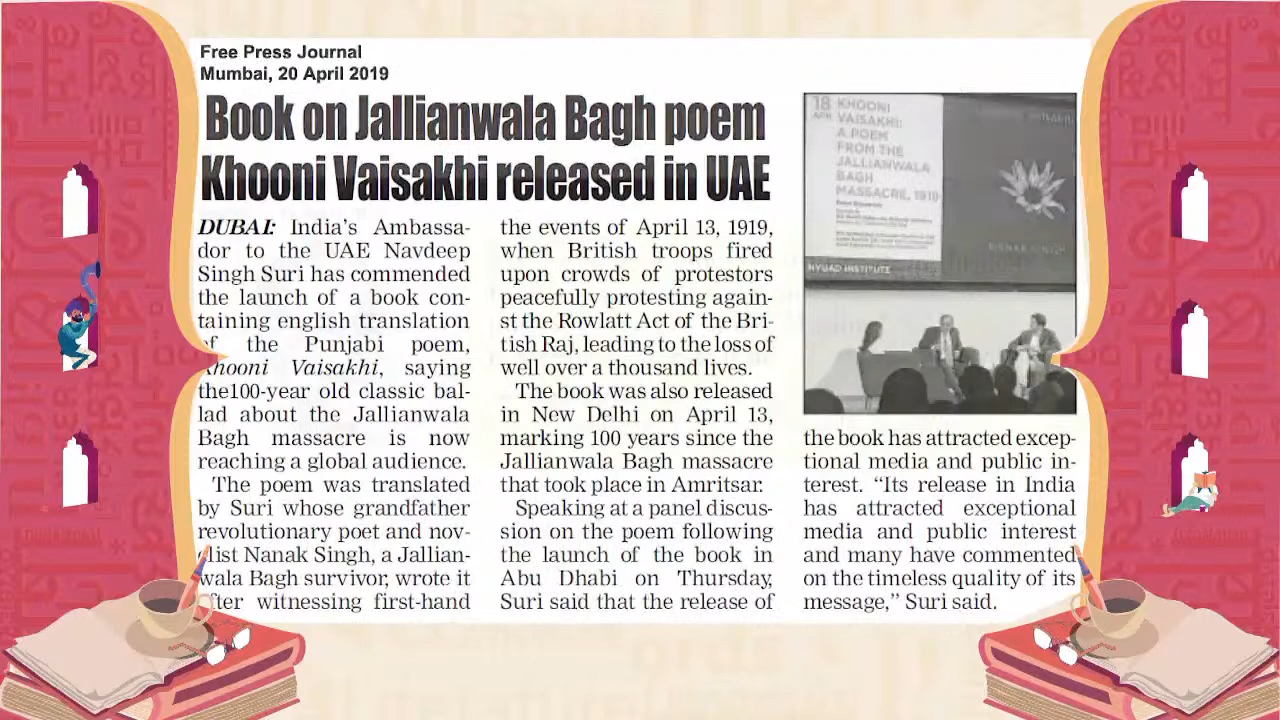 Free Press Journal
Mumbai, 20 April 2019
Book on Jallianwala Bagh poem
Khooni Vaisakhi released in UAE
DUBAI: India's Ambassa-
dor to the UAE Navdeep
Singh Suri has commended
the launch of a book con-
taining english translation
of the Punjabi poem,
Khooni Vaisakhi, saying
the100-year old classic bal-
lad about the Jallianwala
Bagh massacre is now
reaching a global audience.
The poem was translated
by Suri whose grandfather
revolutionary poet and nov-
elist Nanak Singh, a Jallian-
wala Bagh survivor, wrote it
after witnessing first-hand
the events of April 13, 1919,
when British troops fired
upon crowds of protestors
peacefully protesting again-
st the Rowlatt Act of the Bri-
tish Raj, leading to the loss of
well over a thousand lives.
The book was also released
in New Delhi on April 13,
marking 100 years since the
Jallianwala Bagh massacre
that took place in Amritsar.
Speaking at a panel discus-
sion on the poem following
the launch of the book in
Abu Dhabi on Thursday,
Suri said that the release of
18
APR
KHOONI
VAISAKHI:
A POEM
FROM THE
JALLIANWALA
BAGH
MASSACRE, 1919
NYUAD INSTITUTE
NANAK SINGH
the book has attracted excep-
tional media and public in-
terest. “Its release in India
has attracted exceptional
media and public interest
and many have commented
on the timeless quality of its
message,” Suri said.